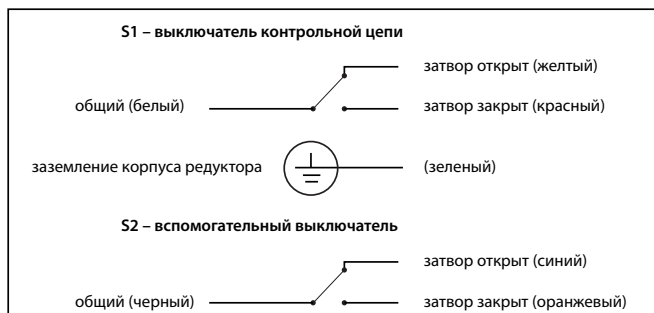 S1 – выключатель контрольной цепи
затвор открыт (желтый)
общий (белый)
затвор закрыт (красный)
заземление корпуса редуктора
(зеленый)
S2 – вспомогательный выключатель
затвор открыт (синий)
общий (черный)
затвор закрыт (оранжевый)